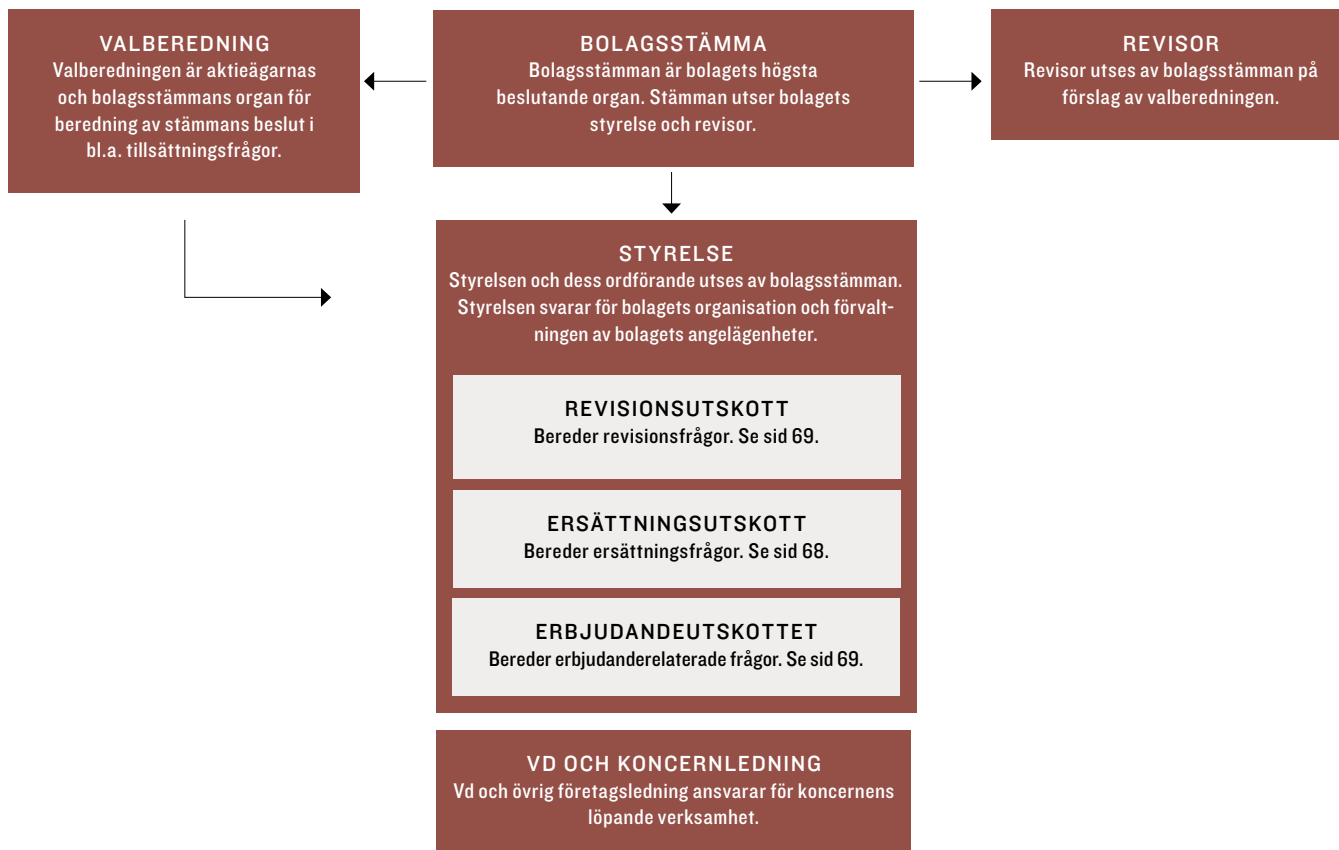 VALBEREDNING
Valberedningen är aktieägarnas
och bolagsstämmans organ för
beredning av stämmans beslut i
bl.a. tillsättningsfrågor.
BOLAGSSTÄMMA
Bolagsstämman är bolagets högsta
beslutande organ. Stämman utser bolagets
styrelse och revisor.
REVISOR
Revisor utses av bolagsstämman på
förslag av valberedningen.
STYRELSE
Styrelsen och dess ordförande utses av bolagsstämman.
Styrelsen svarar för bolagets organisation och förvalt-
ningen av bolagets angelägenheter.
REVISIONSUTSKOTT
Bereder revisionsfrågor. Se sid 69.
ERSÄTTNINGSUTSKOTT
Bereder ersättningsfrågor. Se sid 68.
ERBJUDANDEUTSKOTTET
Bereder erbjudanderelaterade frågor. Se sid 69.
VD OCH KONCERNLEDNING
Vd och övrig företagsledning ansvarar för koncernens
löpande verksamhet.